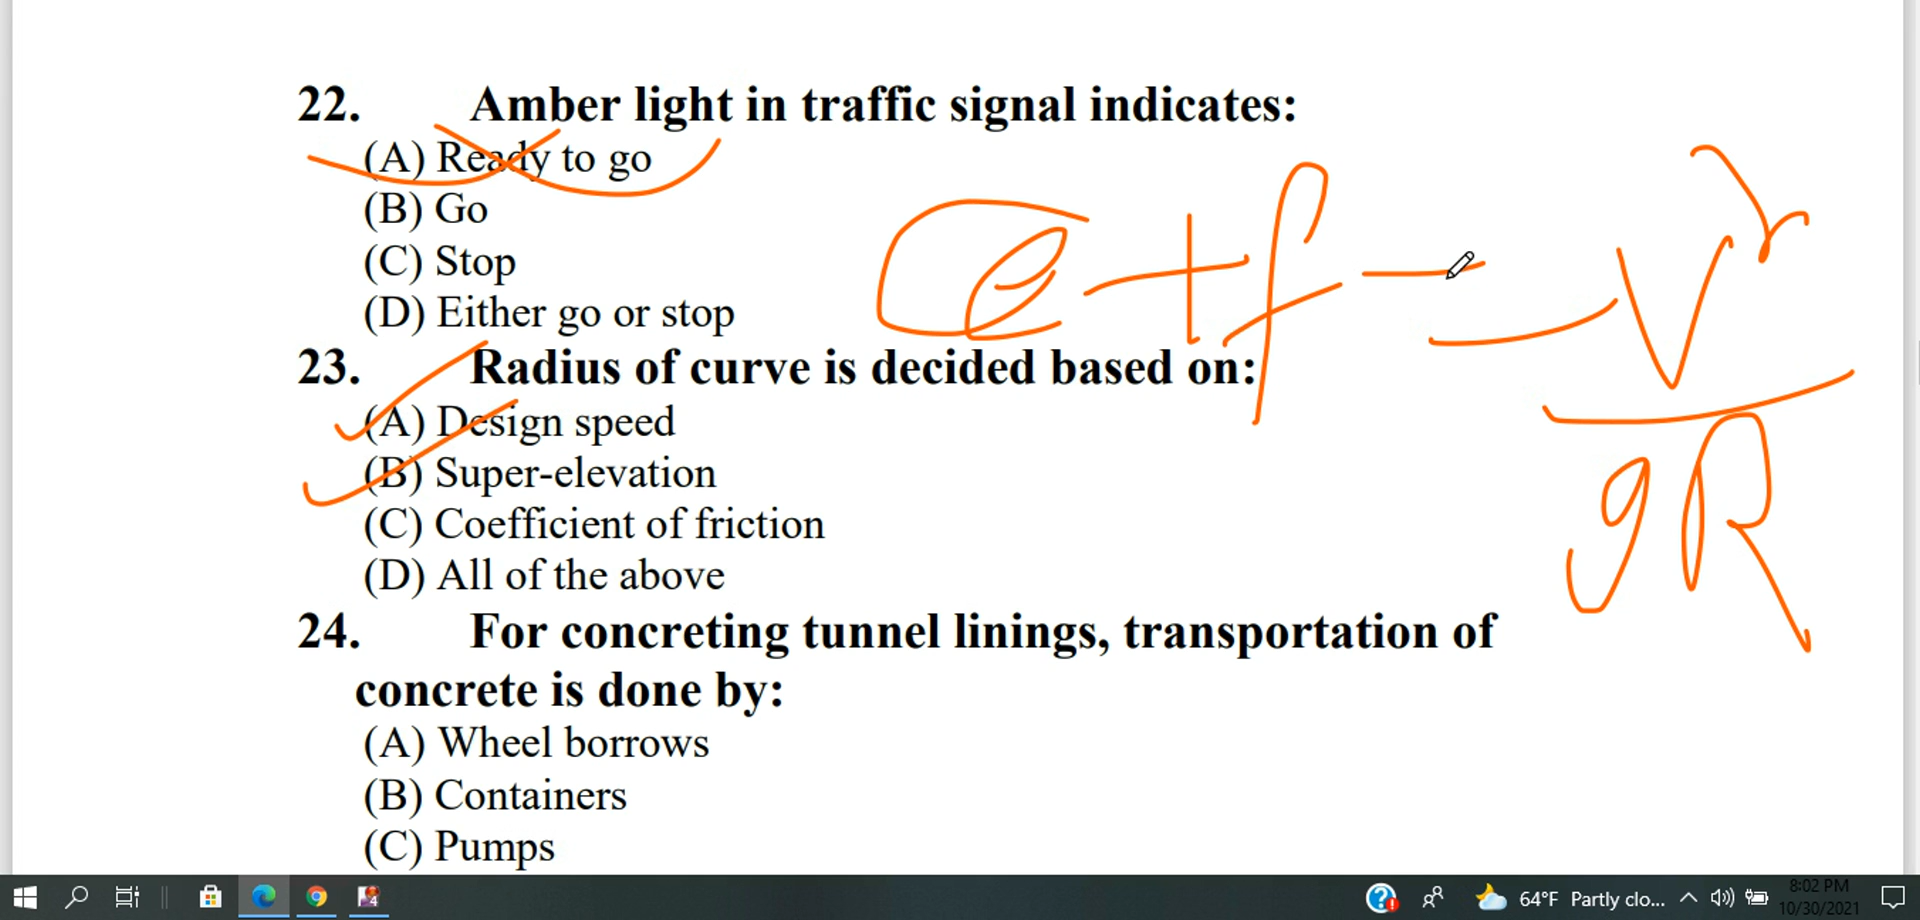 22. Amber light in traffic signal indicates:
(A) Ready to go
(B) Go
(C) Stop
(D) Either go or stop
e + f = V²
gR
23. Radius of curve is decided based on:
(A) Design speed
(B) Super-elevation
(C) Coefficient of friction
(D) All of the above
24. For concreting tunnel linings, transportation of
concrete is done by:
(A) Wheel borrows
(B) Containers
(C) Pumps
64°F Partly clo...
8:02 PM
10/30/2021